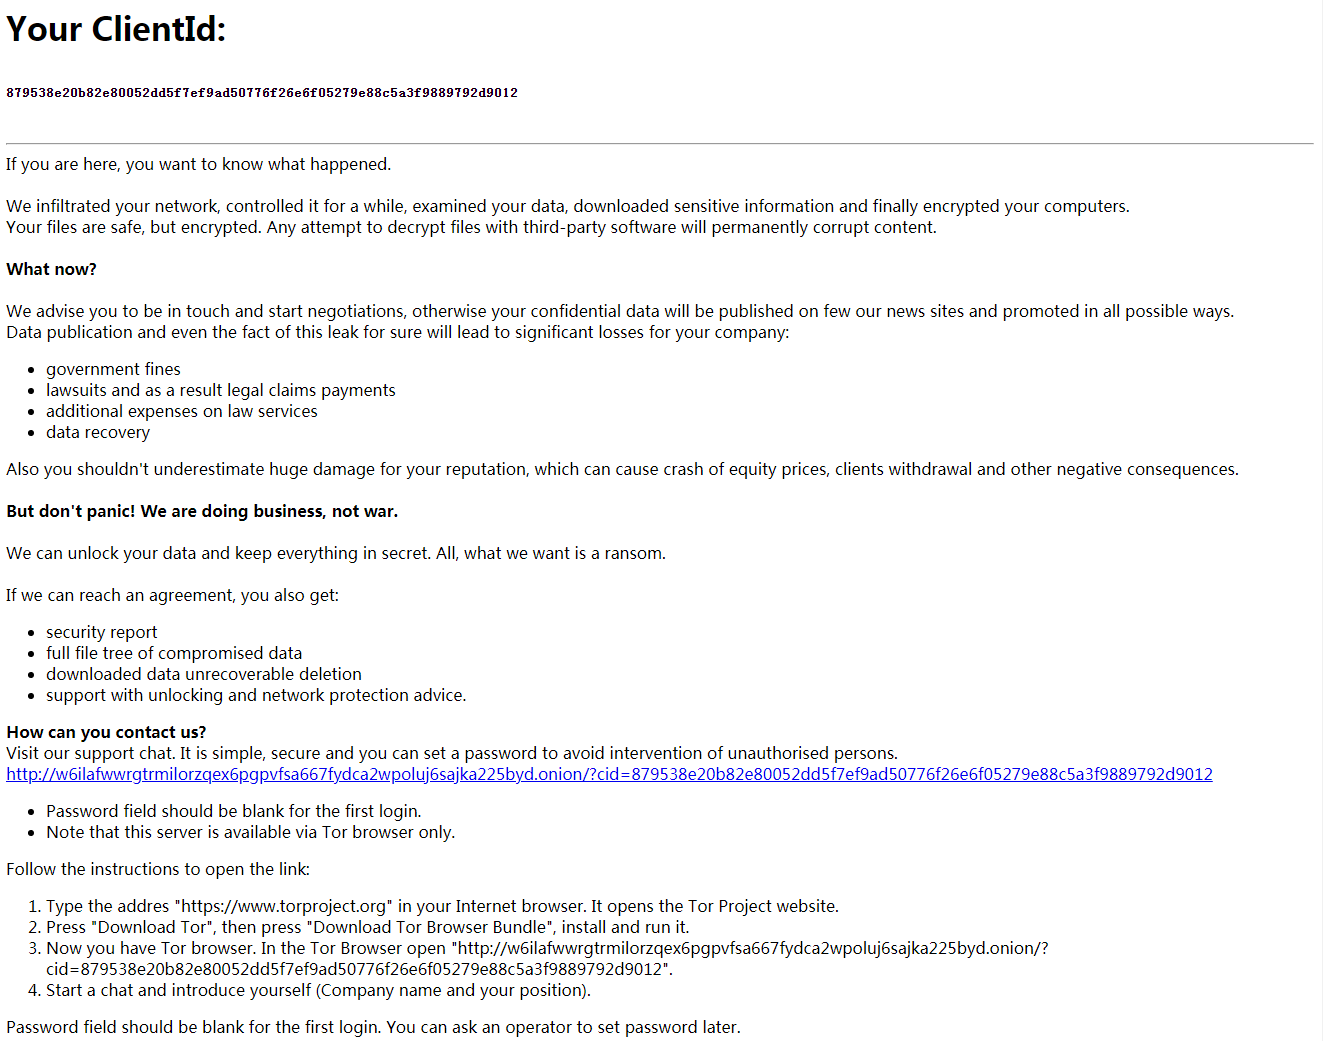 Your ClientId:
879538e20b82e80052dd5f7ef9ad50776f26e6f05279e88c5a3f9889792d9012
If you are here, you want to know what happened.
We infiltrated your network, controlled it for a while, examined your data, downloaded sensitive information and finally encrypted your computers.
Your files are safe, but encrypted. Any attempt to decrypt files with third-party software will permanently corrupt content.
What now?
We advise you to be in touch and start negotiations, otherwise your confidential data will be published on few our news sites and promoted in all possible ways.
Data publication and even the fact of this leak for sure will lead to significant losses for your company:
• government fines
• lawsuits and as a result legal claims payments
• additional expenses on law services
• data recovery
Also you shouldn't underestimate huge damage for your reputation, which can cause crash of equity prices, clients withdrawal and other negative consequences.
But don't panic! We are doing business, not war.
We can unlock your data and keep everything in secret. All, what we want is a ransom.
If we can reach an agreement, you also get:
• security report
• full file tree of compromised data
• downloaded data unrecoverable deletion
• support with unlocking and network protection advice.
How can you contact us?
Visit our support chat. It is simple, secure and you can set a password to avoid intervention of unauthorised persons.
http://w6ilafwwrgtrmilorzqex6pgpvfsa667fydca2wpoluj6sajka225byd.onion/?cid=879538e20b82e80052dd5f7ef9ad50776f26e6f05279e88c5a3f9889792d9012
• Password field should be blank for the first login.
• Note that this server is available via Tor browser only.
Follow the instructions to open the link:
1. Type the addres "https://www.torproject.org" in your Internet browser. It opens the Tor Project website.
2. Press "Download Tor", then press "Download Tor Browser Bundle", install and run it.
3. Now you have Tor browser. In the Tor Browser open "http://w6ilafwwrgtrmilorzqex6pgpvfsa667fydca2wpoluj6sajka225byd.onion/?
cid=879538e20b82e80052dd5f7ef9ad50776f26e6f05279e88c5a3f9889792d9012".
4. Start a chat and introduce yourself (Company name and your position).
Password field should be blank for the first login. You can ask an operator to set password later.